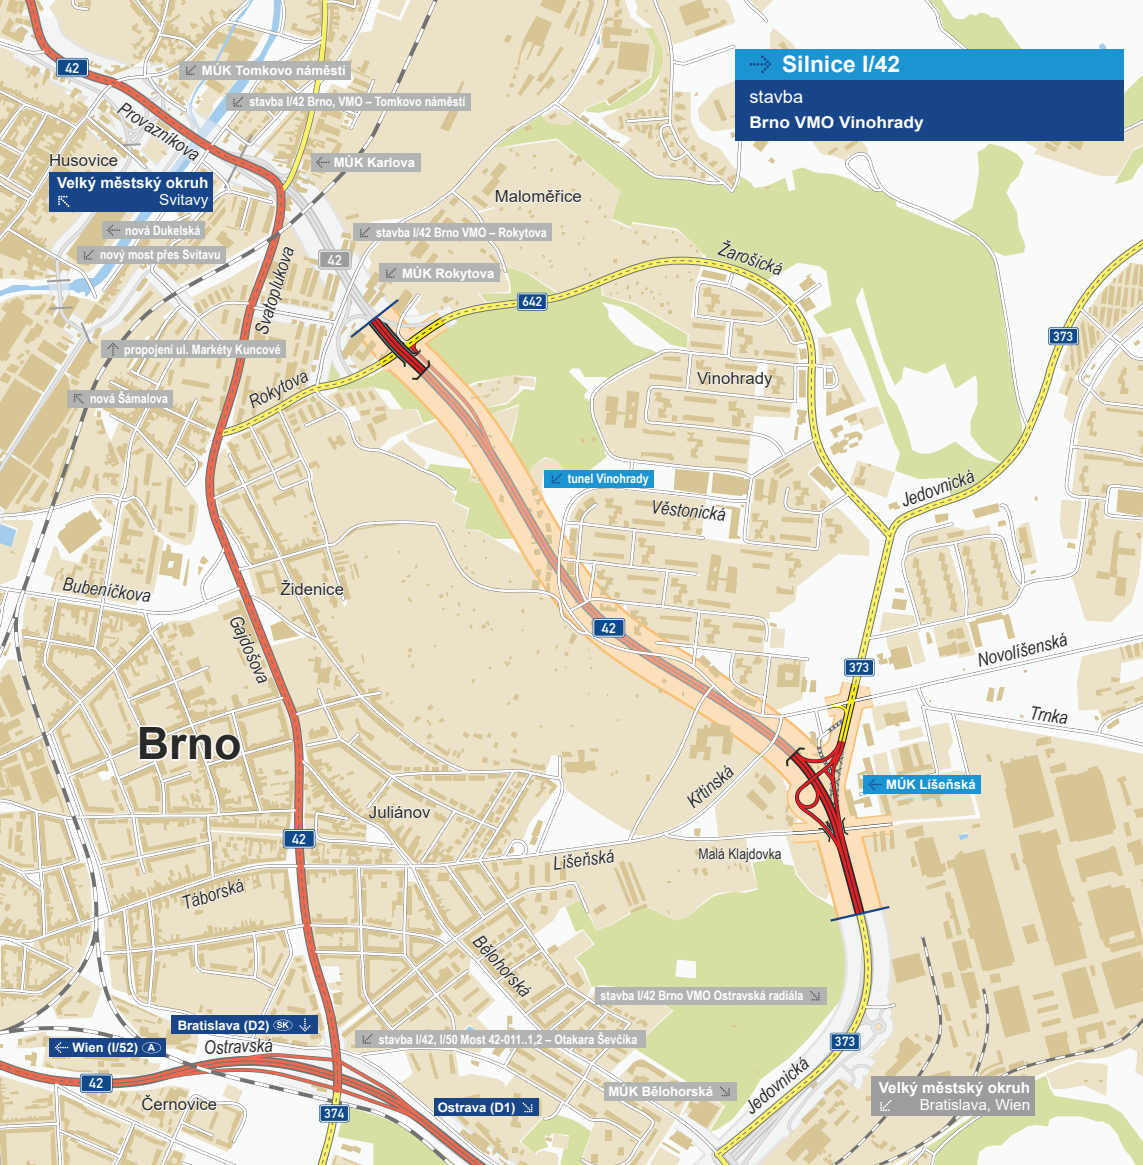 Silnice I/42
stavba
Brno VMO Vinohrady
42
MÚK Tomkovo náměstí
stavba I/42 Brno, VMO – Tomkovo náměstí
Provazníkova
Husovice
MÚK Karlova
Velký městský okruh
Svitavy
Maloměřice
nová Dukelská
stavba I/42 Brno VMO – Rokytova
nový most přes Svitavu
42
MÚK Rokytova
Žarošická
Svatoplukova
642
373
propojení ul. Markéty Kuncové
Rokytova
Vinohrady
nová Šámalova
tunel Vinohrady
Jedovnická
Věstonická
Bubeníčkova
Židenice
Gajdošova
42
Novolíšenská
373
Trnka
Brno
Křtinská
MÚK Líšeňská
Juliánov
42
Líšeňská
Malá Klajdovka
Táborská
Bělohorská
stavba I/42 Brno VMO Ostravská radiála
Bratislava (D2) SK
stavba I/42, I/50 Most 42-011..1,2 – Otakara Ševčíka
373
Wien (I/52) A
Ostravská
42
Jedovnická
MÚK Bělohorská
Velký městský okruh
Bratislava, Wien
Černovice
374
Ostrava (D1)